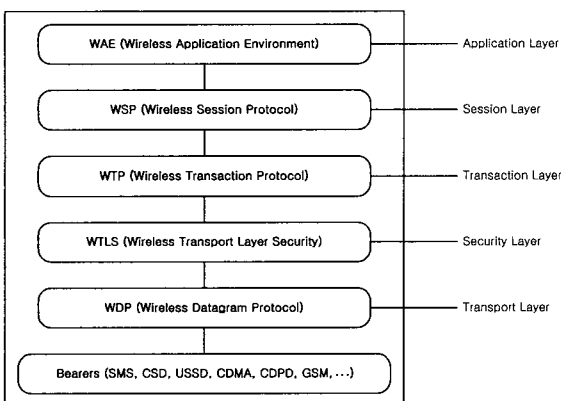 WAE (Wireless Application Environment) Application Layer
WSP (Wireless Session Protocol) Session Layer
WTP (Wireless Transaction Protocol) Transaction Layer
WTLS (Wireless Transport Layer Security) Security Layer
WDP (Wireless Datagram Protocol) Transport Layer
Bearers (SMS, CSD, USSD, CDMA, CDPD, GSM, ···)